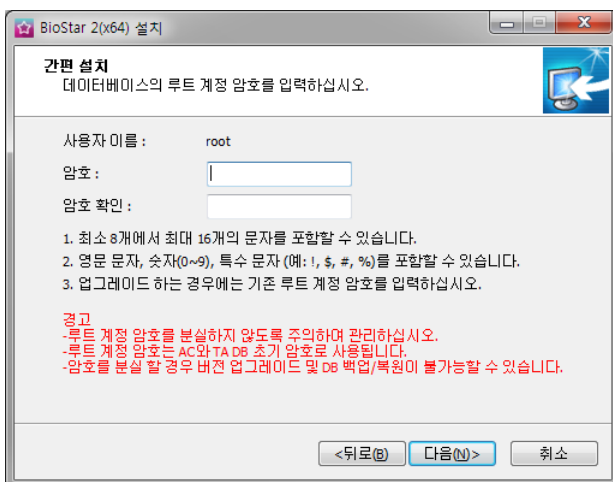 BioStar 2(x64) 설치
간편 설치
데이터베이스의 루트 계정 암호를 입력하십시오.
사용자 이름 : root
암호 :
암호 확인 :
1. 최소 8개에서 최대 16개의 문자를 포함할 수 있습니다.
2. 영문 문자, 숫자(0~9), 특수 문자 (예: !, $, #, %)를 포함할 수 있습니다.
3. 업그레이드 하는 경우에는 기존 루트 계정 암호를 입력하십시오.
경고
-루트 계정 암호를 분실하지 않도록 주의하며 관리하십시오.
-루트 계정 암호는 AC와 TA DB 초기 암호로 사용됩니다.
-암호를 분실 할 경우 버전 업그레이드 및 DB 백업/복원이 불가능할 수 있습니다.
<뒤로(B) 다음(N)> 취소